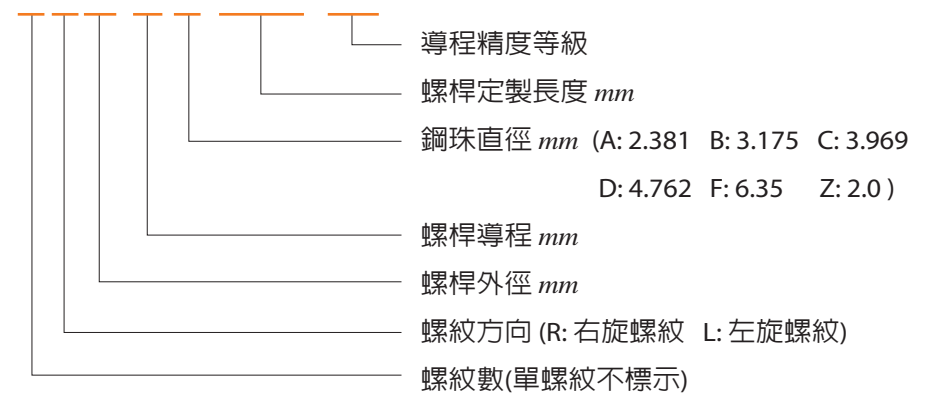 導程精度等級
螺桿定製長度 mm
鋼珠直徑 mm (A: 2.381 B: 3.175 C: 3.969
D: 4.762 F: 6.35 Z: 2.0 )
螺桿導程 mm
螺桿外徑 mm
螺紋方向 (R: 右旋螺紋 L: 左旋螺紋)
螺紋數(單螺紋不標示)